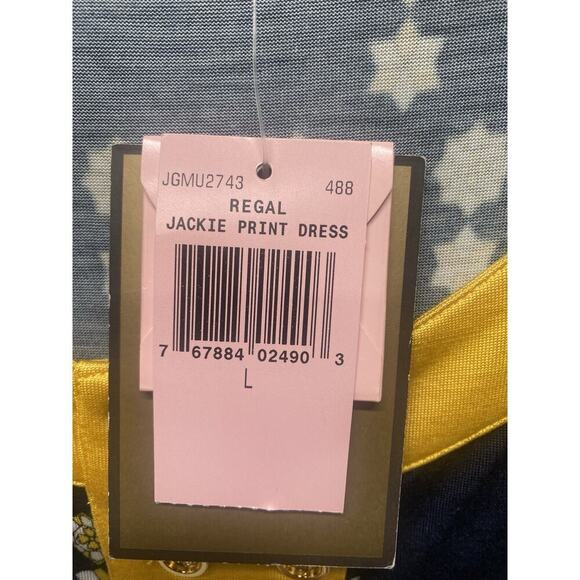 JGMU2743 488
REGAL
JACKIE PRINT DRESS
7 67884 02490 3
L